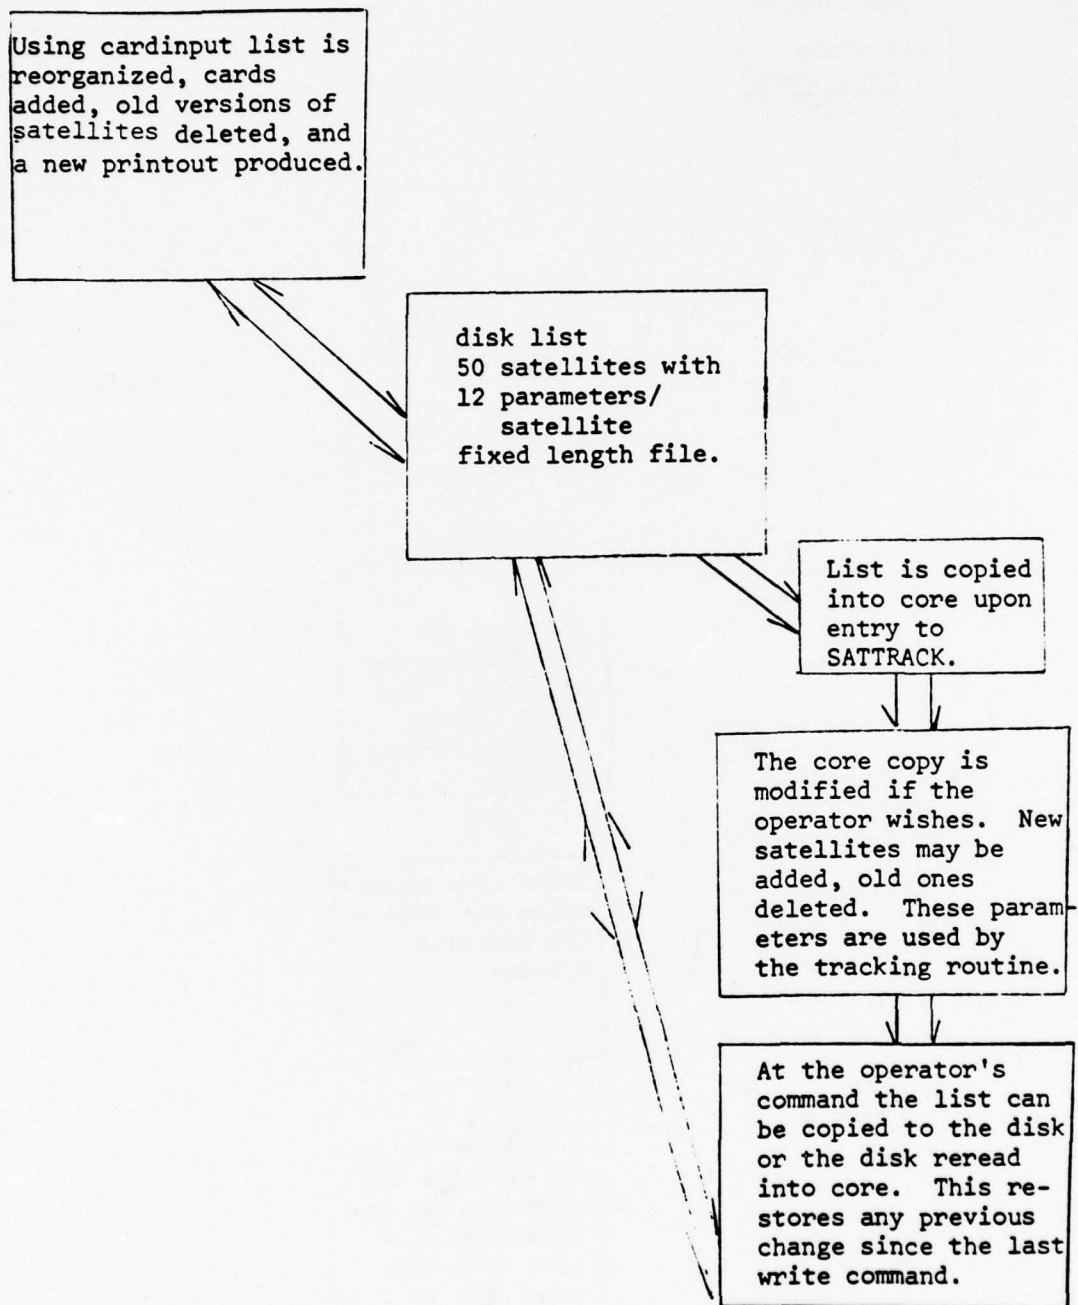 Using cardinput list is
reorganized, cards
added, old versions of
satellites deleted, and
a new printout produced.
disk list
50 satellites with
12 parameters/
satellite
fixed length file.
List is copied
into core upon
entry to
SATTRACK.
The core copy is
modified if the
operator wishes. New
satellites may be
added, old ones
deleted. These param-
eters are used by
the tracking routine.
At the operator's
command the list can
be copied to the disk
or the disk reread
into core. This re-
stores any previous
change since the last
write command.